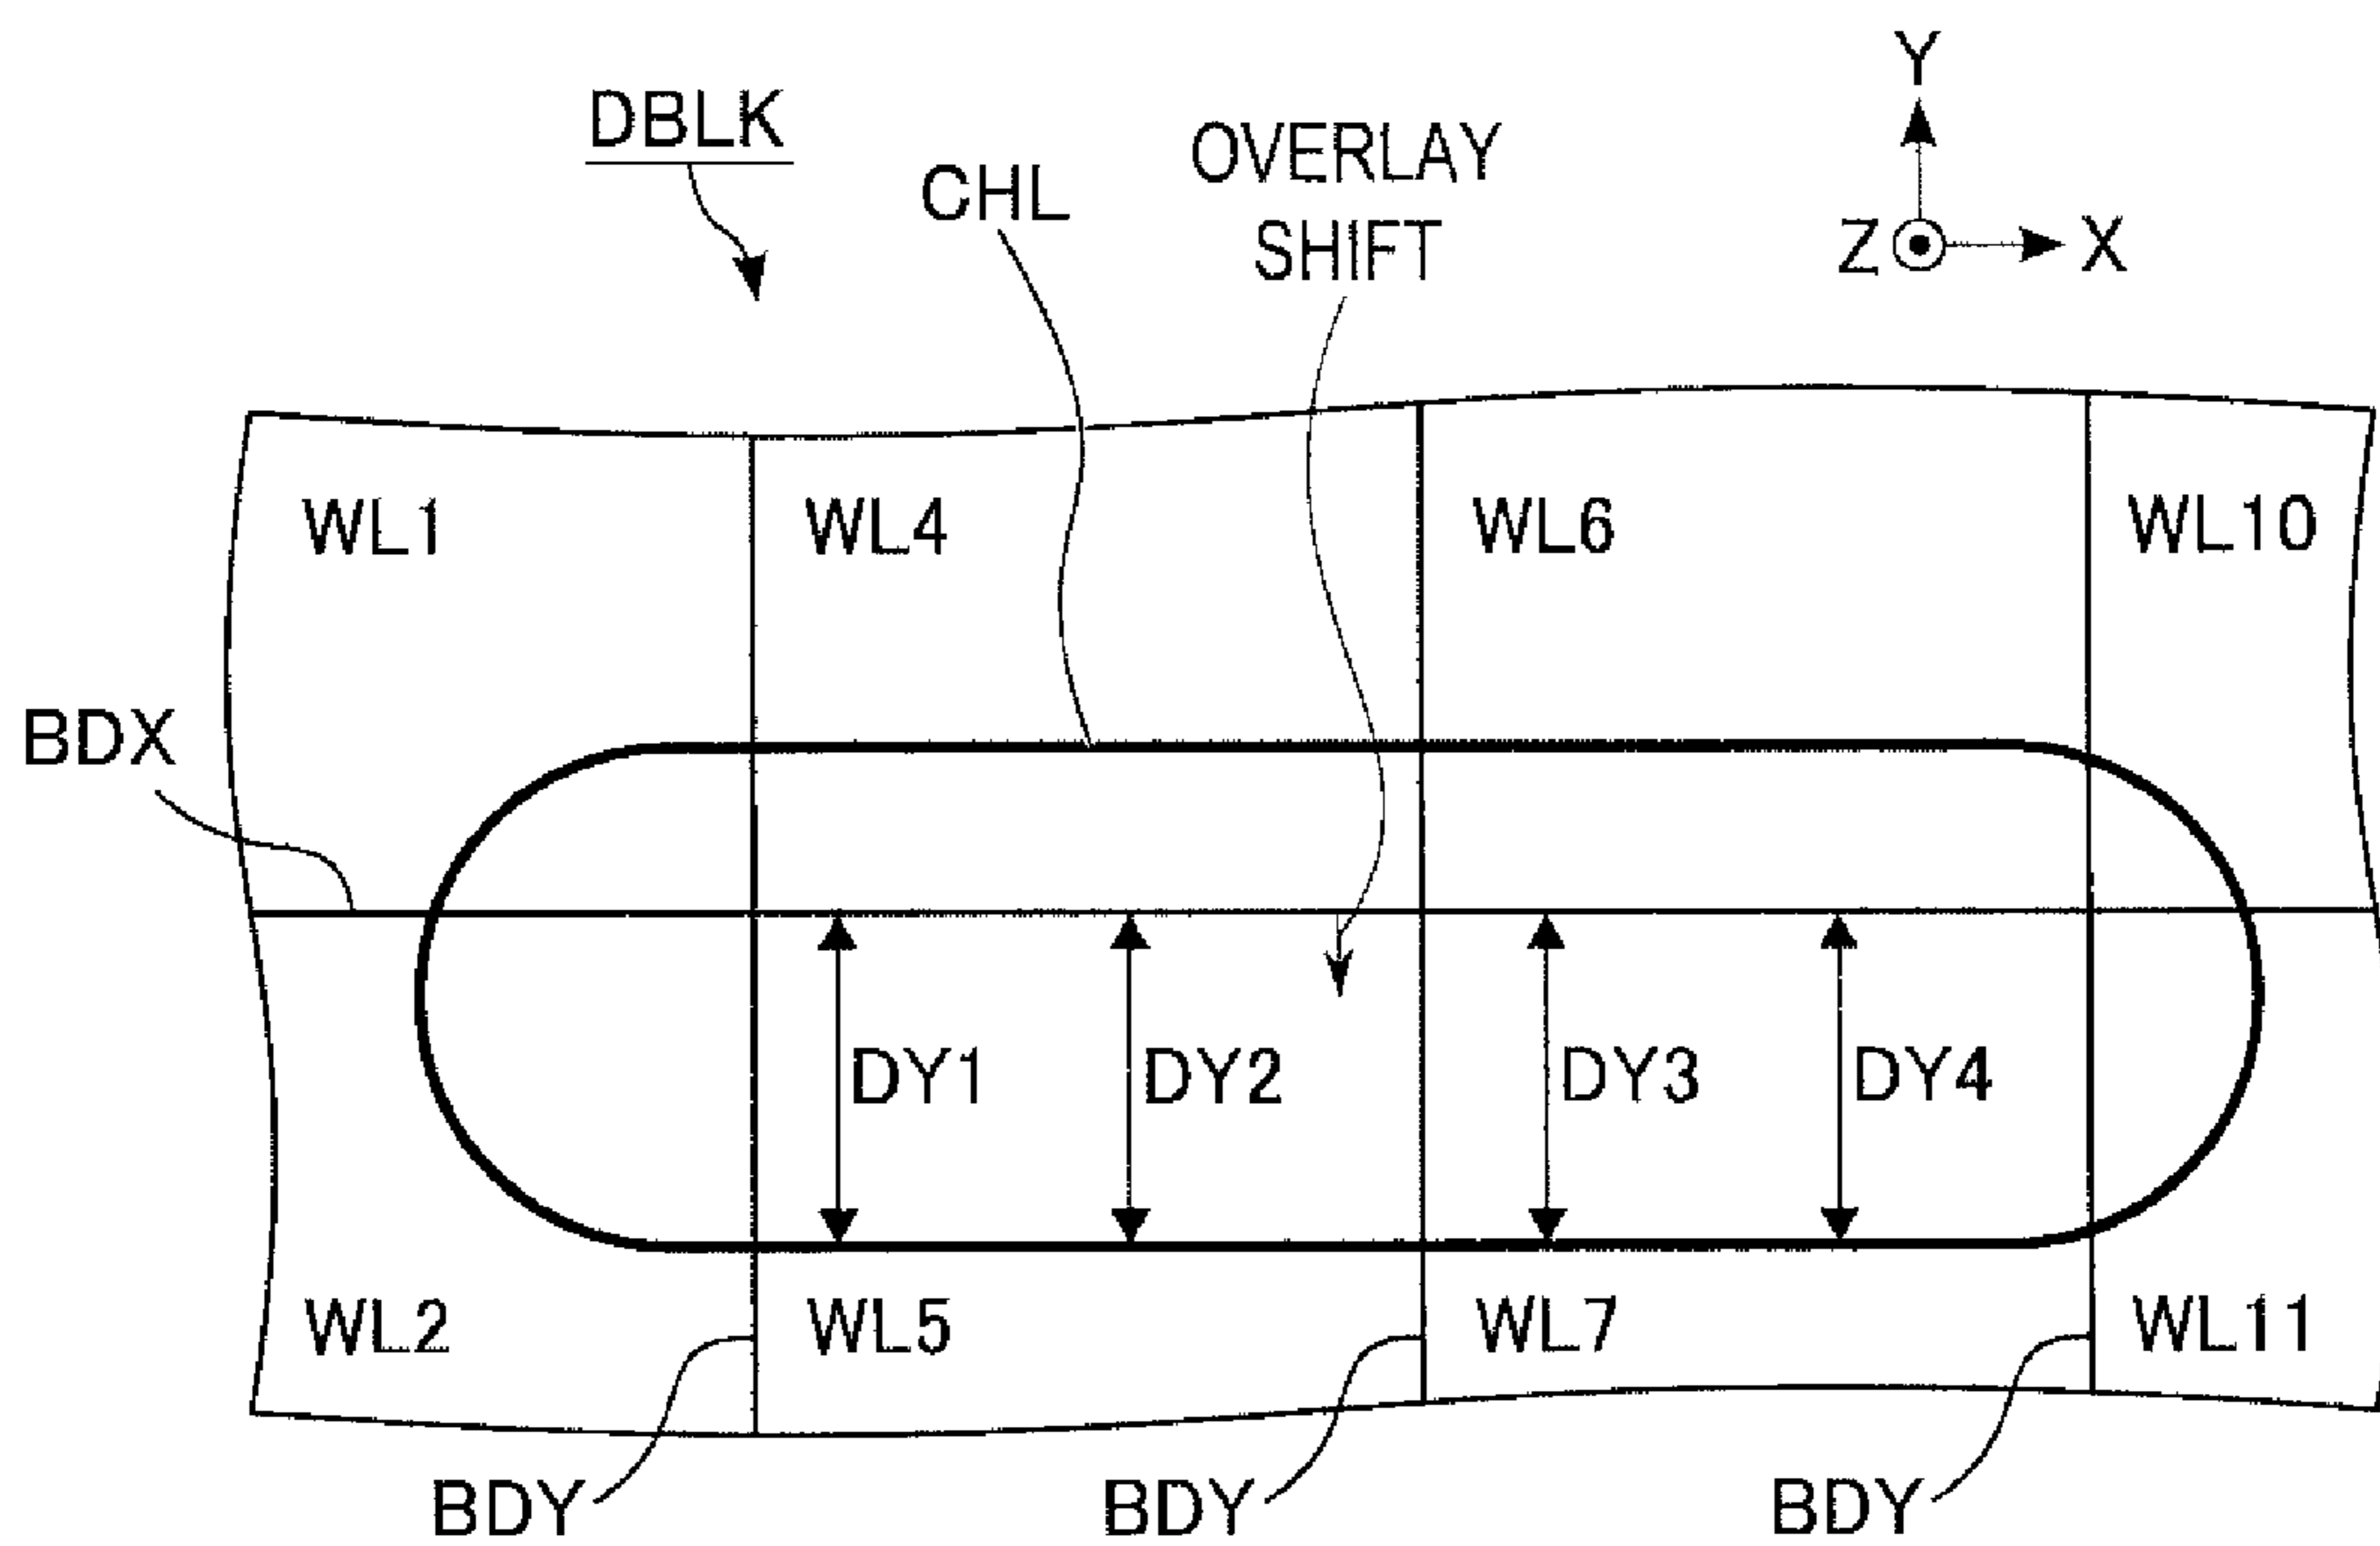 DBLK
CHL
OVERLAY
SHIFT
Y
Z
X
WL1
WL4
WL6
WL10
BDX
DY1
DY2
DY3
DY4
WL2
WL5
WL7
WL11
BDY
BDY
BDY